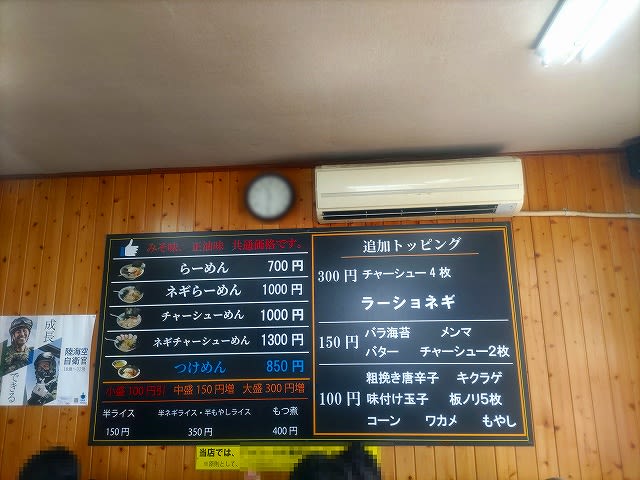 みそ味、正油味 共通価格です。
らーめん 700円
ネギらーめん 1000円
チャーシューめん 1000円
ネギチャーシューめん 1300円
つけめん 850円
小盛100円引 中盛150円増 大盛300円増
半ライス 半ネギライス・半もやしライス もつ煮
150円 350円 400円
追加トッピング
300円 チャーシュー4枚
ラーショネギ
150円 バラ海苔 メンマ
バター チャーシュー2枚
粗挽き唐辛子 キクラゲ
100円 味付け玉子 板ノリ5枚
コーン ワカメ もやし
成長
できる
陸海空
自衛官
当店では、
※原則として、